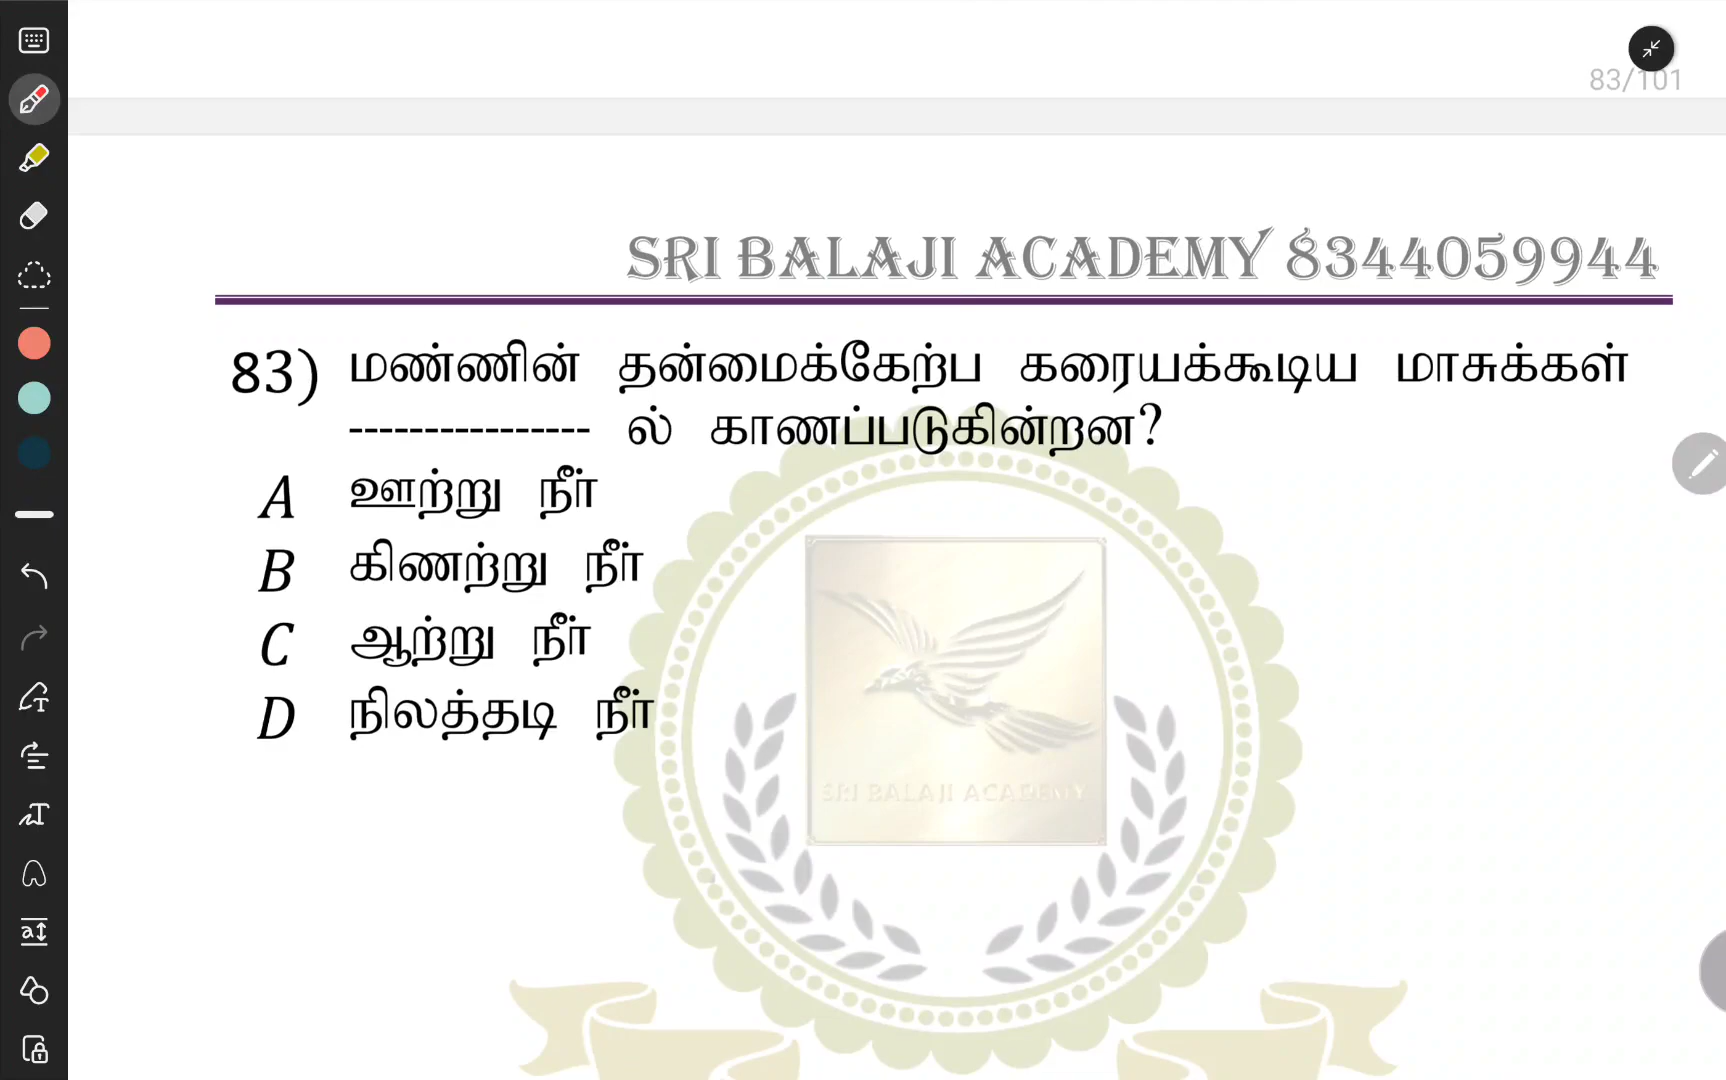 83/101
SRI BALAJI ACADEMY 8344059944
83) மண்ணின் தன்மைக்கேற்ப கரையக்கூடிய மாசுக்கள்
---------------- ல் காணப்படுகின்றன?
A ஊற்று நீர்
B கிணற்று நீர்
C ஆற்று நீர்
D நிலத்தடி நீர்
SRI BALAJI ACADEMY